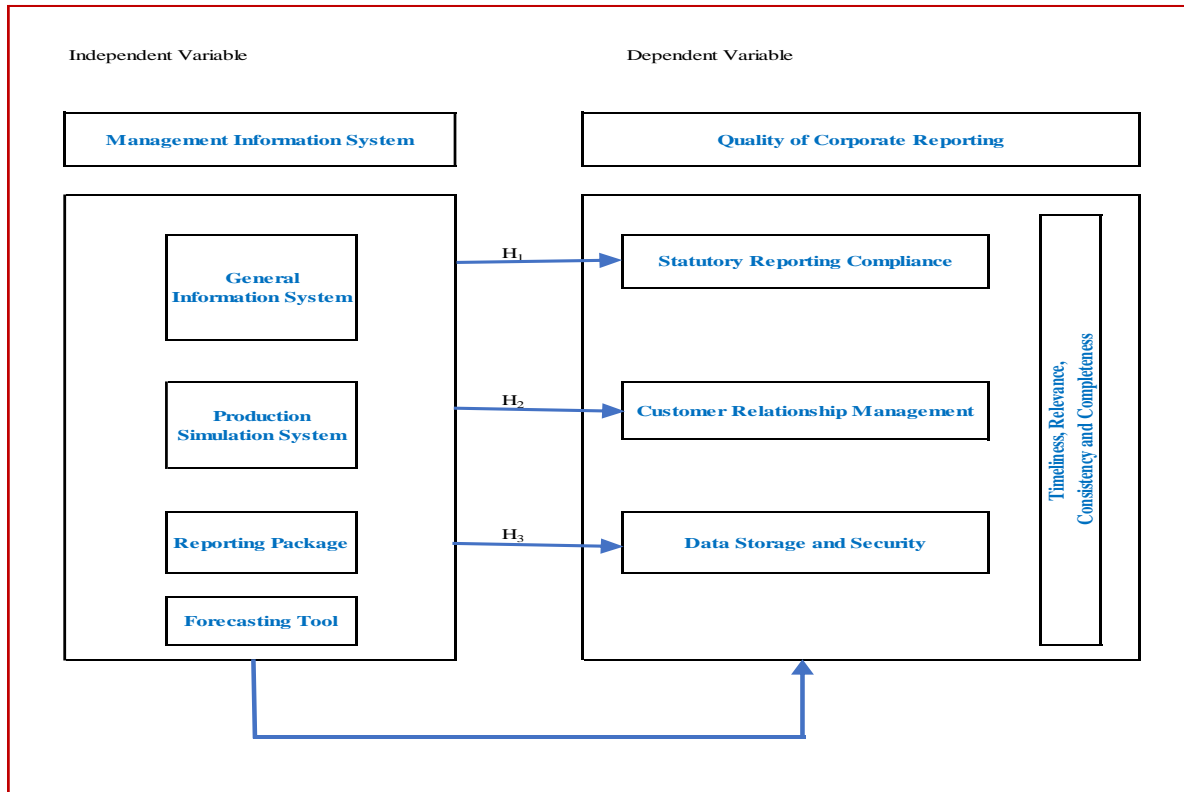 Independent Variable
Dependent Variable
Management Information System
Quality of Corporate Reporting
General
Information System
H₁
Statutory Reporting Compliance
Production
Simulation System
H₂
Customer Relationship Management
Reporting Package
H₃
Data Storage and Security
Forecasting Tool
Timeliness, Relevance,
Consistency and Completeness